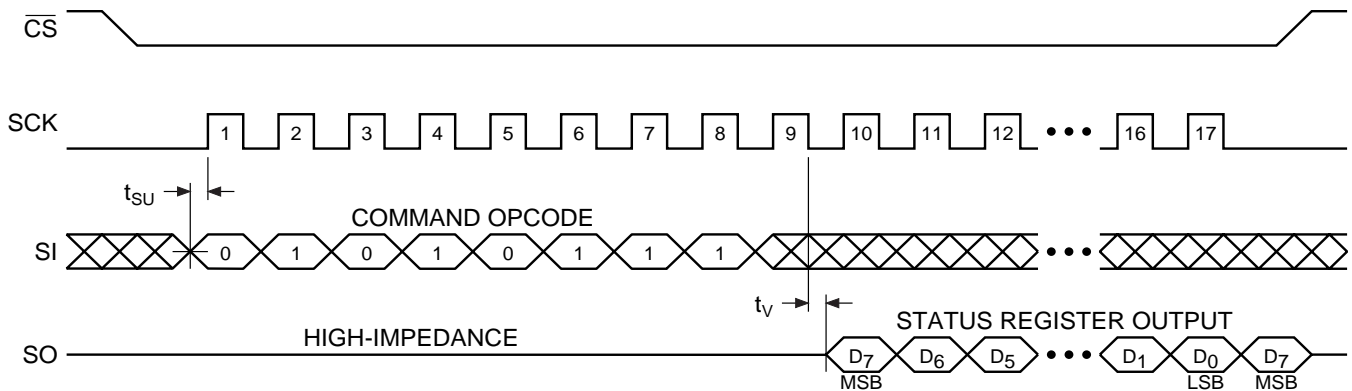 CS
SCK 1 2 3 4 5 6 7 8 9 10 11 12 ••• 16 17
tSU
COMMAND OPCODE
SI 0 1 0 1 0 1 1 1 •••
tV
HIGH-IMPEDANCE STATUS REGISTER OUTPUT
SO D7 D6 D5 ••• D1 D0 D7
MSB LSB MSB